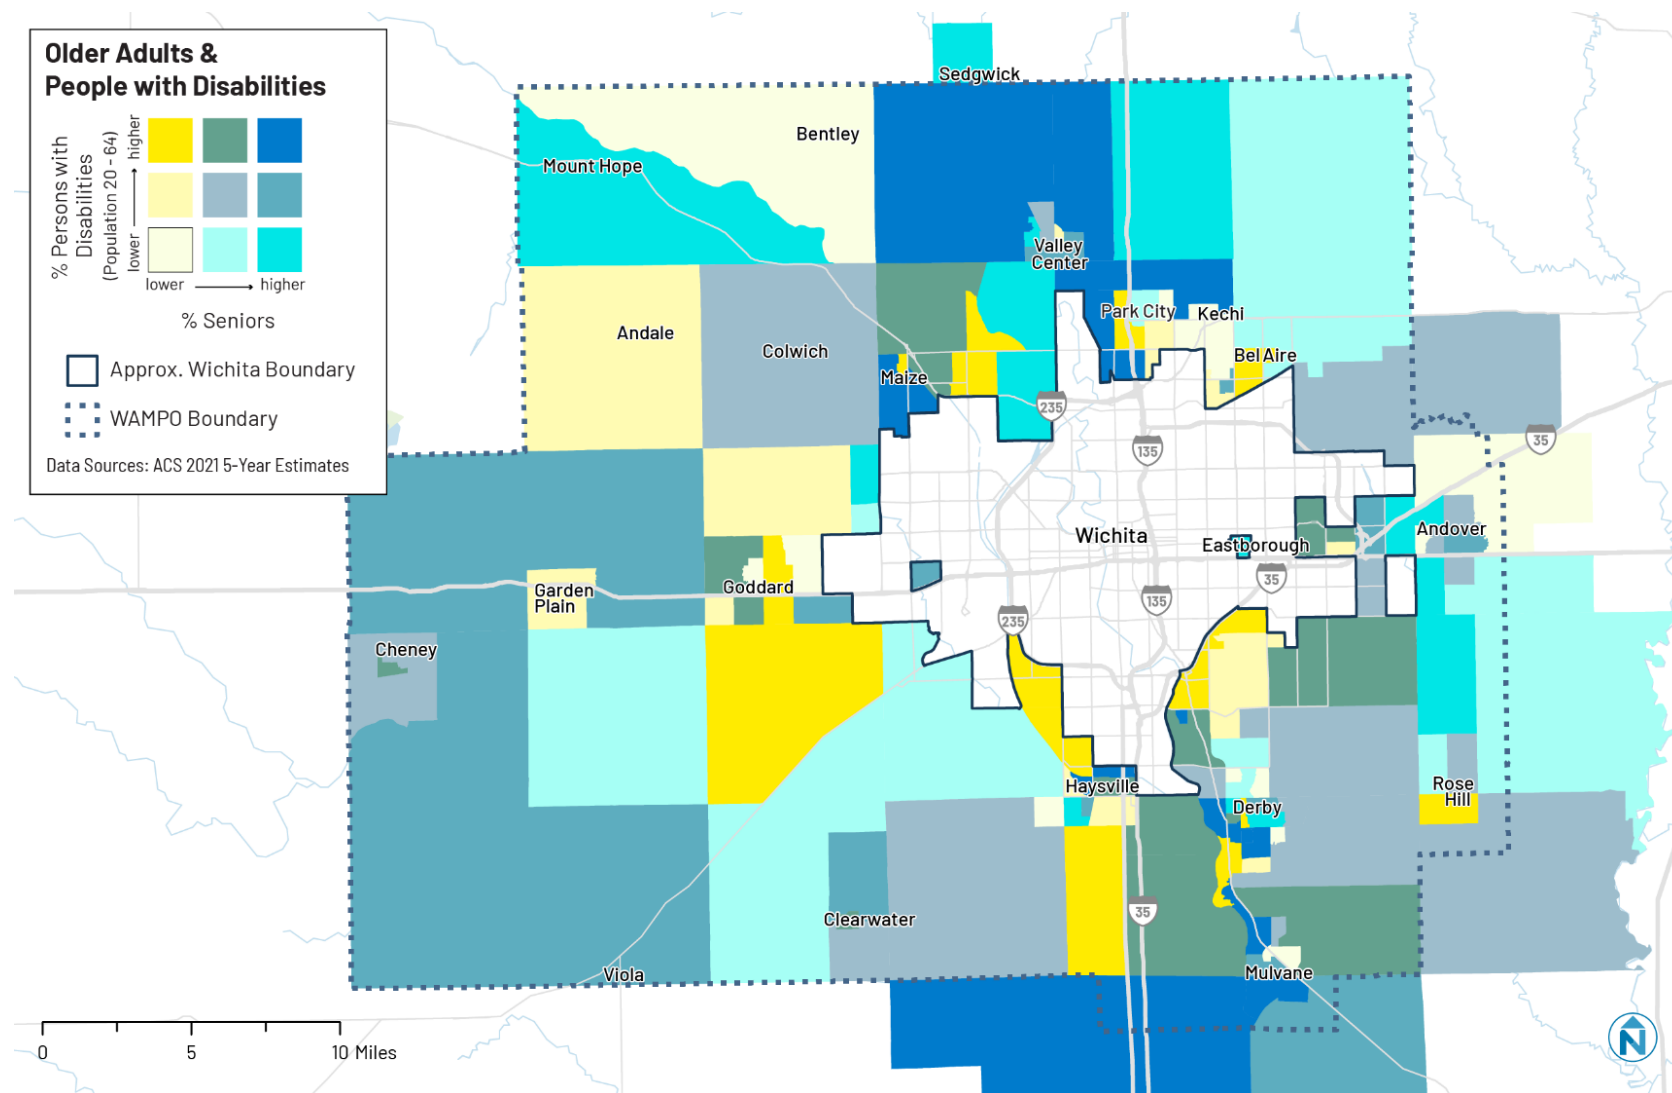 Older Adults &
People with Disabilities
% Persons with
Disabilities
(Population 20 - 64)
lower
higher
lower
higher
% Seniors
Approx. Wichita Boundary
WAMPO Boundary
Data Sources: ACS 2021 5-Year Estimates
Sedgwick
Bentley
Mount Hope
Valley
Center
Park City
Kechi
Andale
Colwich
Bel Aire
Maize
235
135
35
Wichita
Eastborough
Andover
35
Garden
Plain
Goddard
135
235
Cheney
Haysville
Derby
Rose
Hill
Clearwater
35
Viola
Mulvane
0
5
10 Miles
N